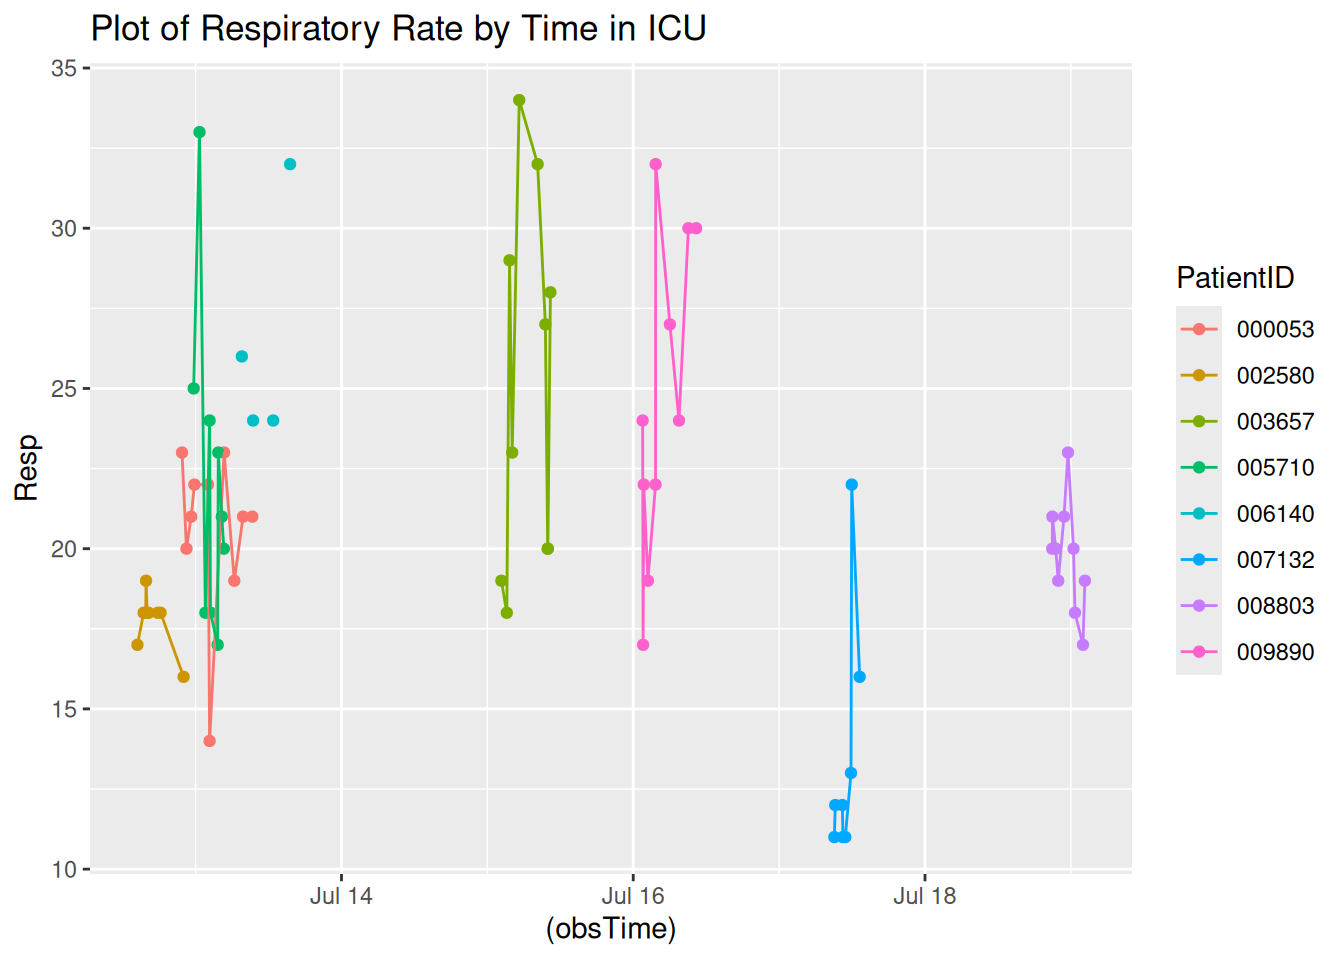 Plot of Respiratory Rate by Time in ICU
35
30
25
20
15
10
Resp
Jul 14
Jul 16
Jul 18
(obsTime)
PatientID
000053
002580
003657
005710
006140
007132
008803
009890